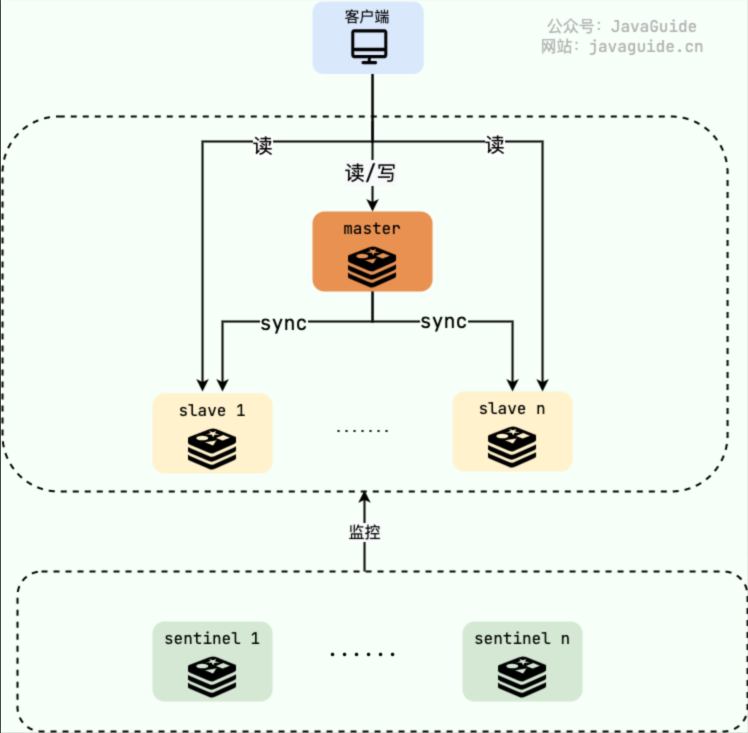 客户端
公众号：JavaGuide
网站：javaguide.cn
读
读
读/写
master
sync
sync
slave 1
.......
slave n
监控
sentinel 1
......
sentinel n